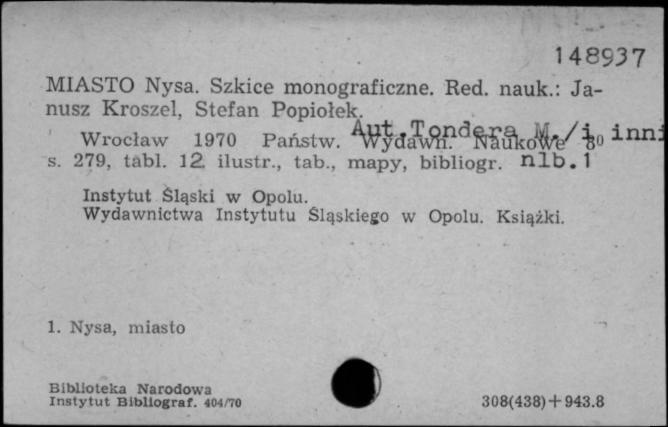 148937
MIASTO Nysa. Szkice monograficzne. Red. nauk.: Ja-
nusz Kroszel, Stefan Popiołek.
Aut.Tondera M./i inni
Wrocław 1970 Państw. Wydawn. Naukowe 8⁰
s. 279, tabl. 12 ilustr., tab., mapy, bibliogr. nlb.1
Instytut Śląski w Opolu.
Wydawnictwa Instytutu Śląskiego w Opolu. Książki.
1. Nysa, miasto
Biblioteka Narodowa
Instytut Bibliograf. 404/70
308(438)+943.8